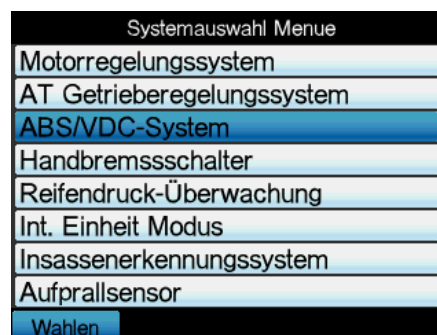 Systemauswahl Menue
Motorregelungssystem
AT Getrieberegelungssystem
ABS/VDC-System
Handbremssschalter
Reifendruck-Überwachung
Int. Einheit Modus
Insassenerkennungssystem
Aufprallsensor
Wahlen